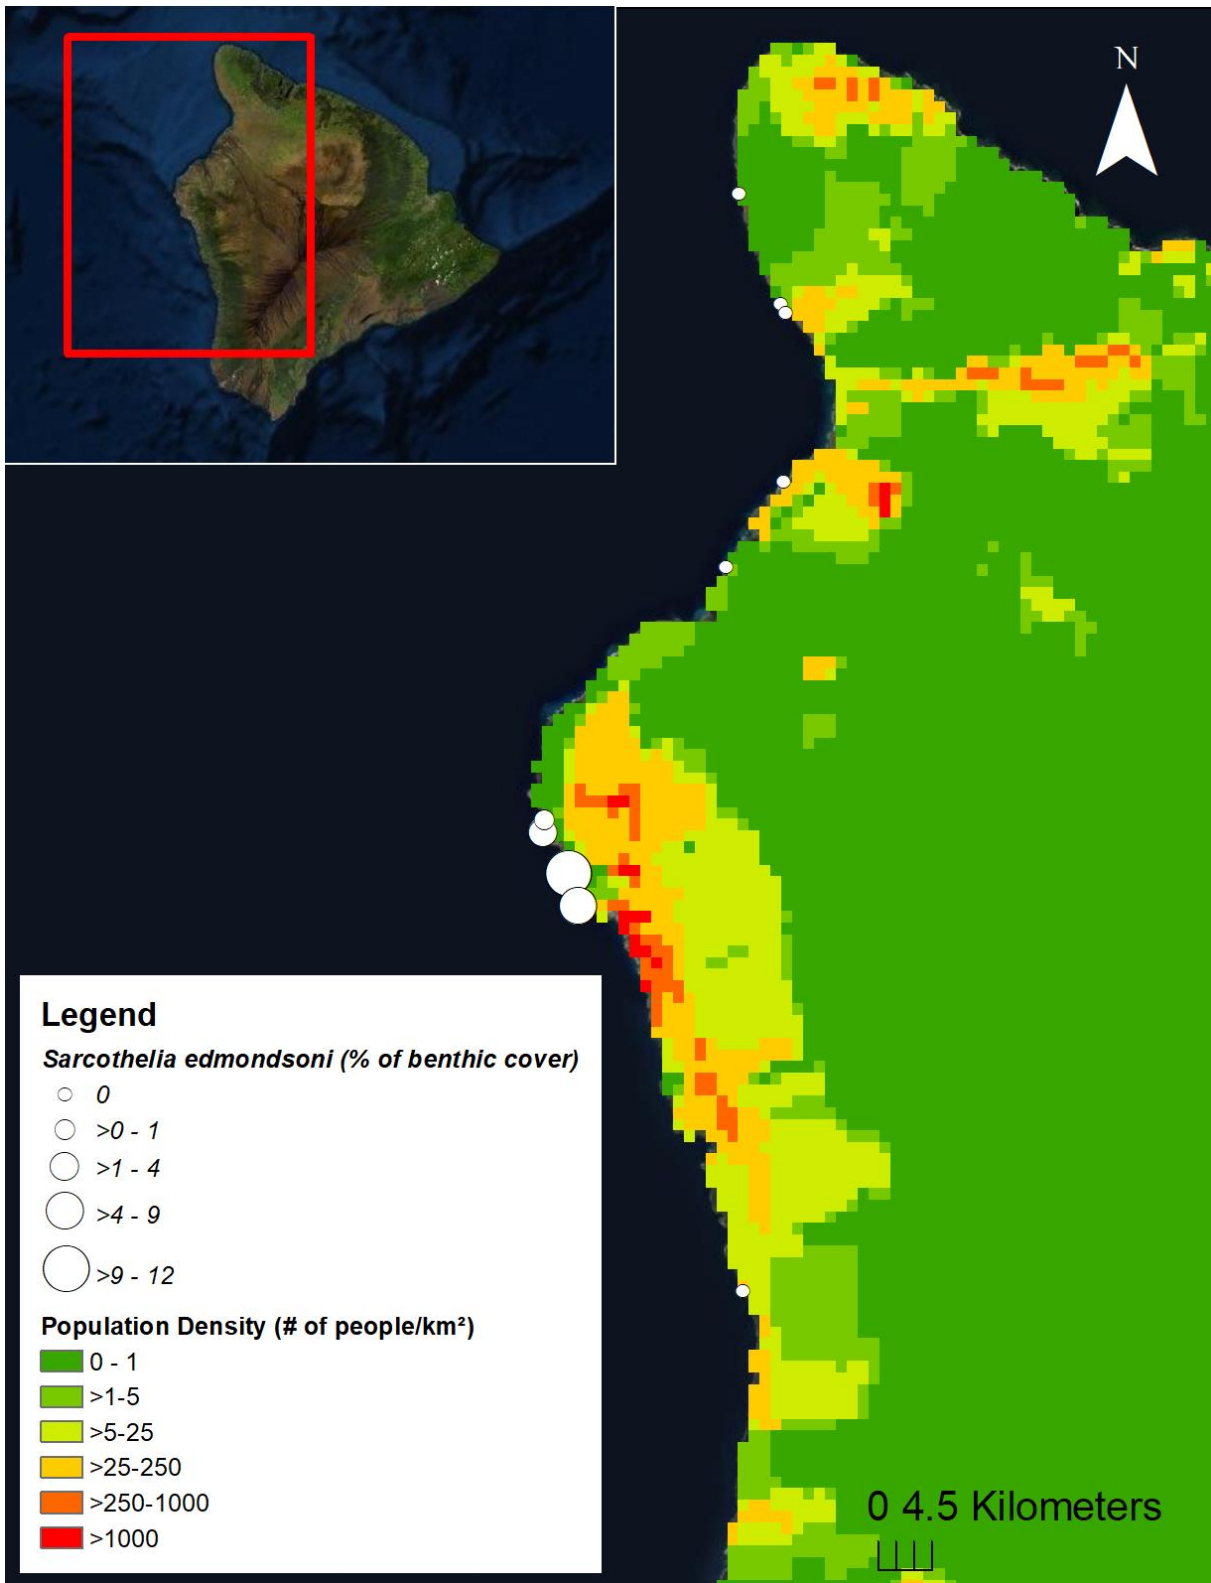 N
Legend
Sarcothelia edmondsoni (% of benthic cover)
0
>0 - 1
>1 - 4
>4 - 9
>9 - 12
Population Density (# of people/km²)
0 - 1
>1-5
>5-25
>25-250
>250-1000
>1000
0 4.5 Kilometers